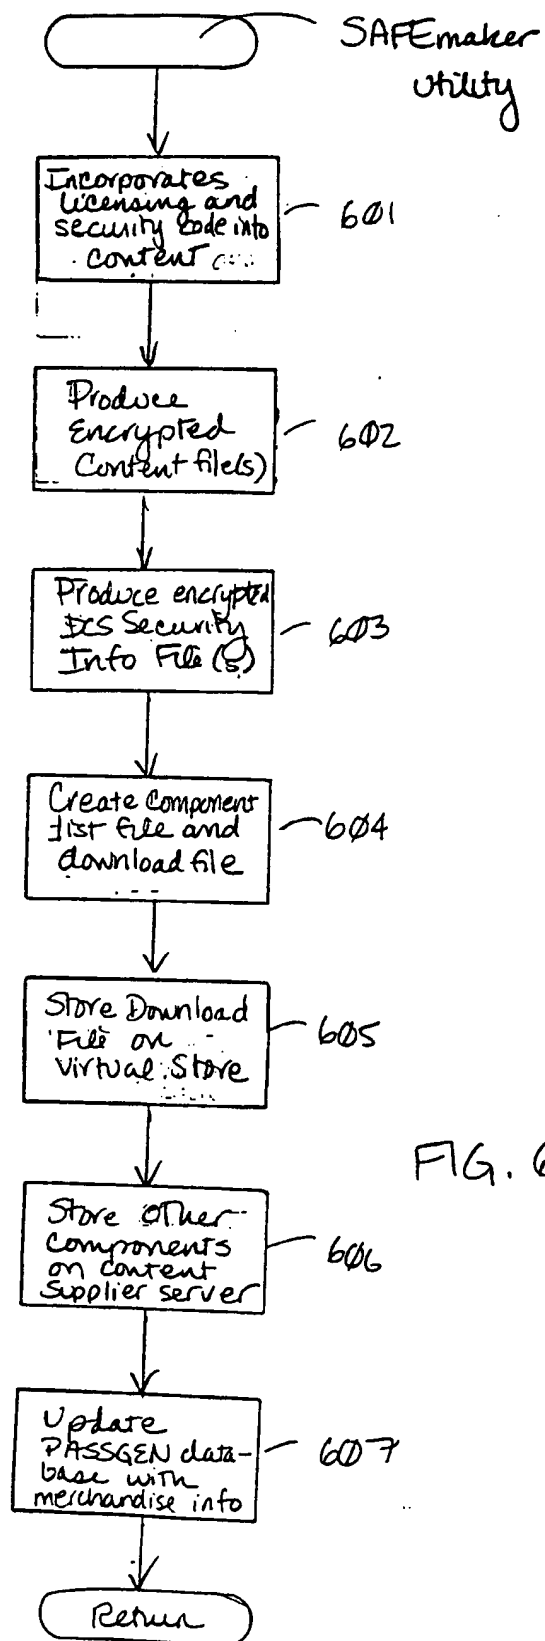 SAFEmaker
Utility
Incorporates
licensing and
security code into
content
601
Produce
Encrypted
Content file(s)
602
Produce encrypted
DCS Security
Info File(s)
603
Create Component
list file and
download file
604
Store Download
File on
Virtual Store
605
FIG. 6
Store other
components
on content
supplier server
606
Update
PASSGEN data-
base with
merchandise info
607
Return